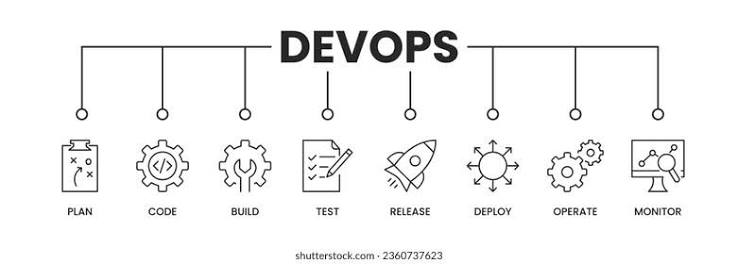 DEVOPS
PLAN CODE BUILD TEST RELEASE DEPLOY OPERATE MONITOR
shutterstock.com · 2360737623